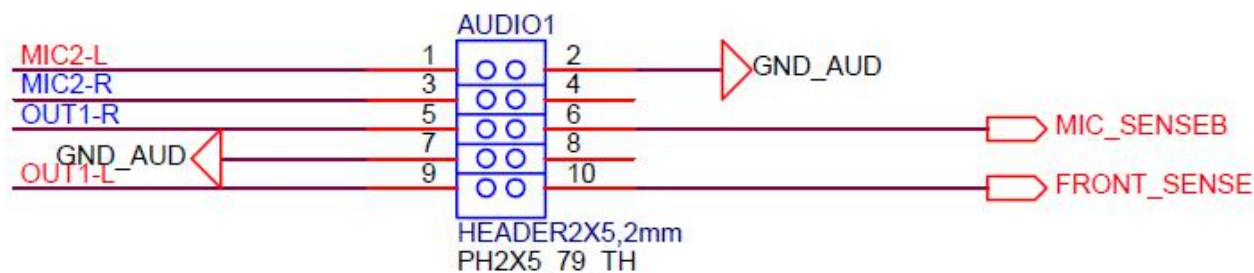 AUDIO1
MIC2-L 1 2 GND_AUD
MIC2-R 3 4
OUT1-R 5 6 MIC_SENSEB
GND_AUD 7 8
OUT1-L 9 10 FRONT_SENSE
HEADER2X5,2mm
PH2X5 79 TH